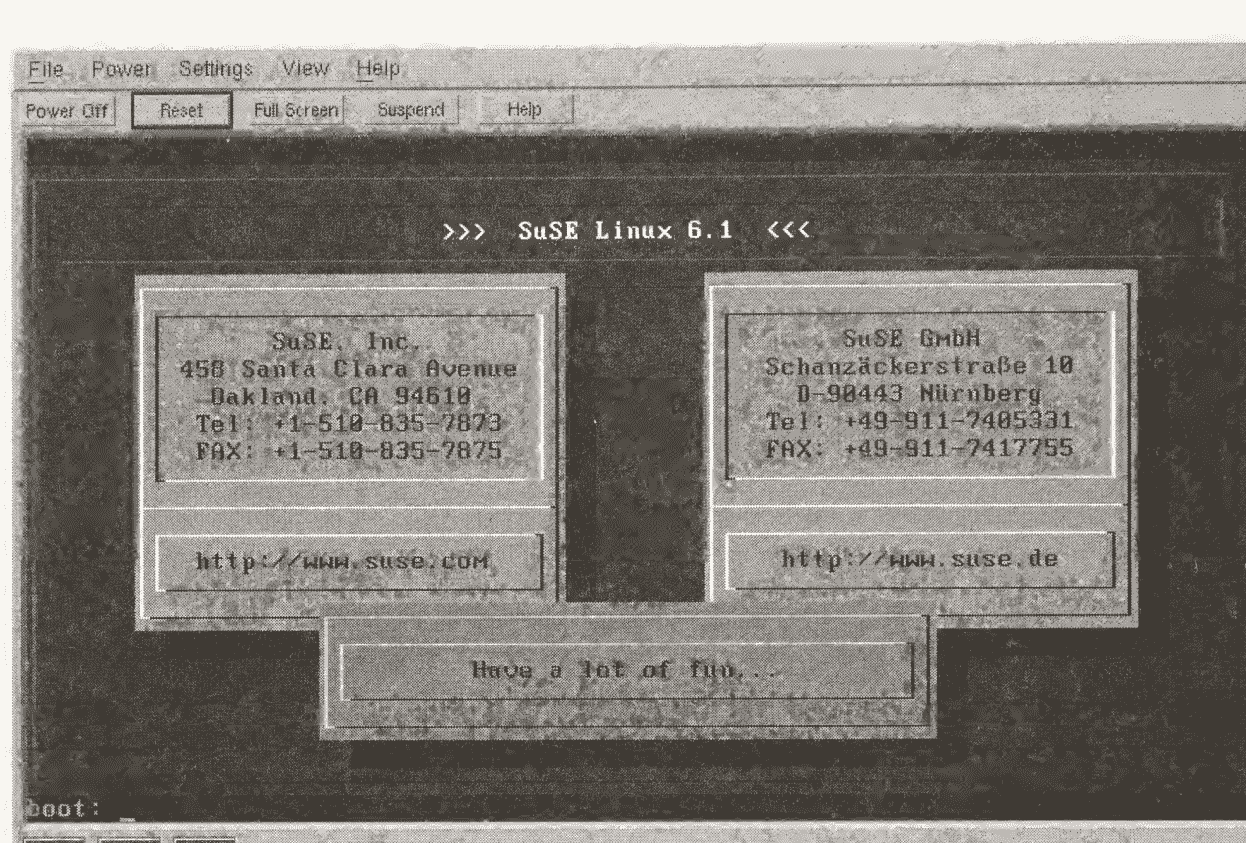 File Power Settings View Help
Power Off Reset Full Screen Suspend Help
>>> SuSE Linux 6.1 <<<
SuSE, Inc.
458 Santa Clara Avenue
Oakland, CA 94610
Tel: +1-510-835-7873
FAX: +1-510-835-7875
http://www.suse.com
SuSE GmbH
Schanzäckerstraße 10
D-90443 Nürnberg
Tel: +49-911-7405331
FAX: +49-911-7417755
http://www.suse.de
Have a lot of fun...
boot: _